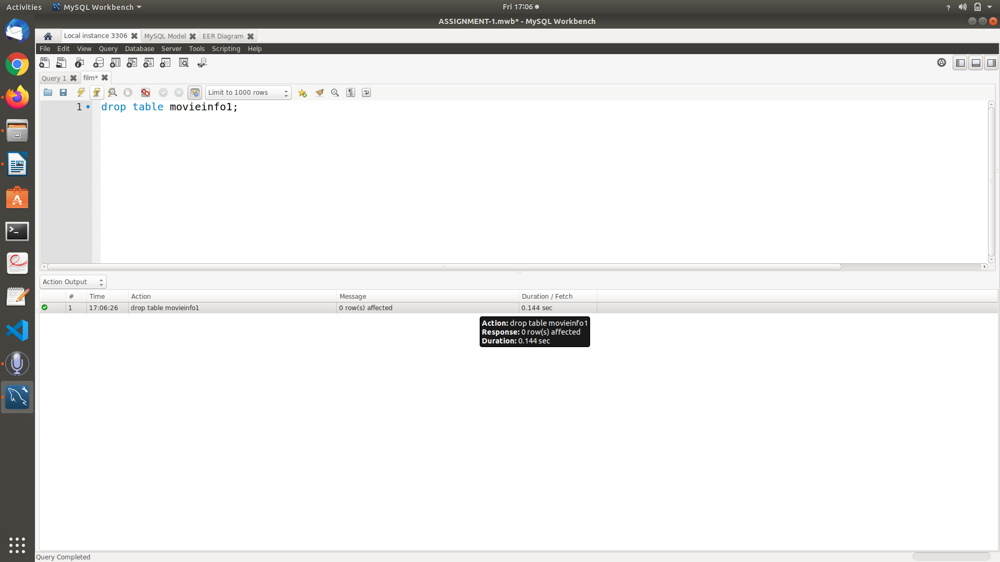 Activities MySQL Workbench Fri 17:06
ASSIGNMENT-1.mwb* - MySQL Workbench
Local instance 3306 MySQL Model EER Diagram
File Edit View Query Database Server Tools Scripting Help
Query 1 film*
Limit to 1000 rows
1 drop table movieinfo1;
Action Output
# Time Action Message Duration / Fetch
1 17:06:26 drop table movieinfo1 0 row(s) affected 0.144 sec
Action: drop table movieinfo1
Response: 0 row(s) affected
Duration: 0.144 sec
Query Completed